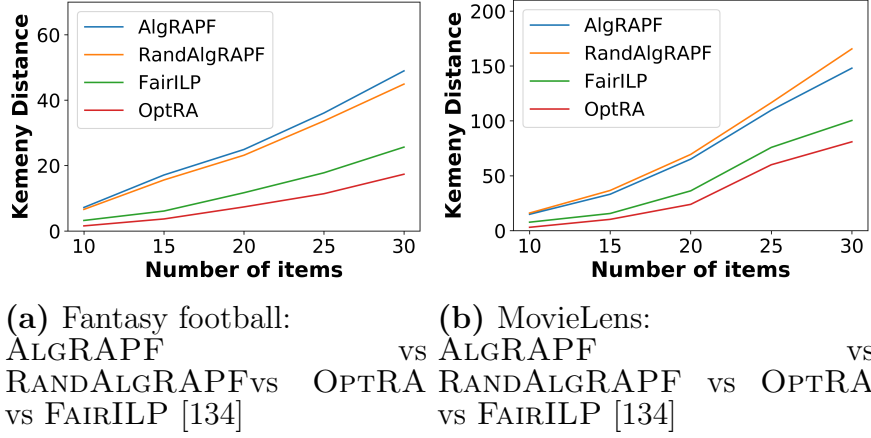 60
40
20
0
Kemeny Distance
AlgRAPF
RandAlgRAPF
FairILP
OptRA
10 15 20 25 30
Number of items
200
150
100
50
0
Kemeny Distance
AlgRAPF
RandAlgRAPF
FairILP
OptRA
10 15 20 25 30
Number of items
(a) Fantasy football:
ALGRAPF vs
RANDALGRAPFvs OPTRA
vs FAIRILP [134]
(b) MovieLens:
ALGRAPF vs
RANDALGRAPF vs OPTRA
vs FAIRILP [134]